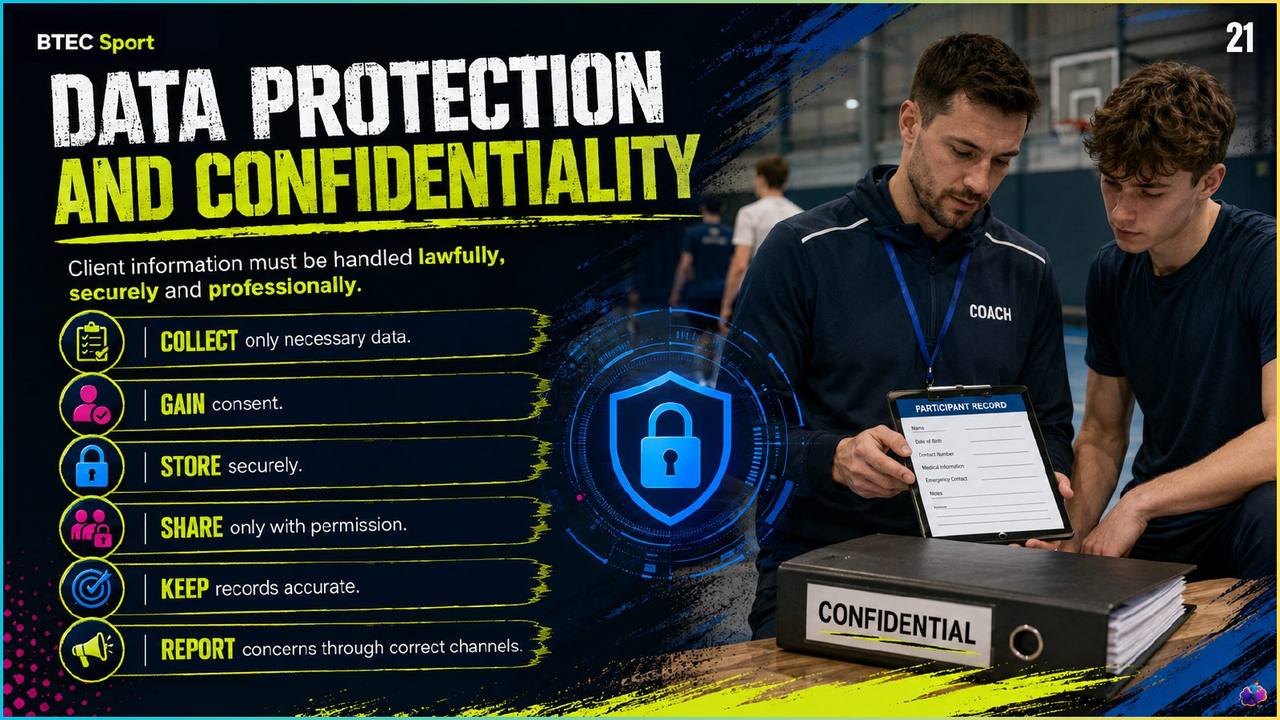 BTEC Sport
21
DATA PROTECTION
AND CONFIDENTIALITY
Client information must be handled lawfully,
securely and professionally.
COLLECT only necessary data.
GAIN consent.
STORE securely.
SHARE only with permission.
KEEP records accurate.
REPORT concerns through correct channels.
COACH
PARTICIPANT RECORD
Name
Date of Birth
Contact Number
Medical Information
Emergency Contact
Notes
CONFIDENTIAL